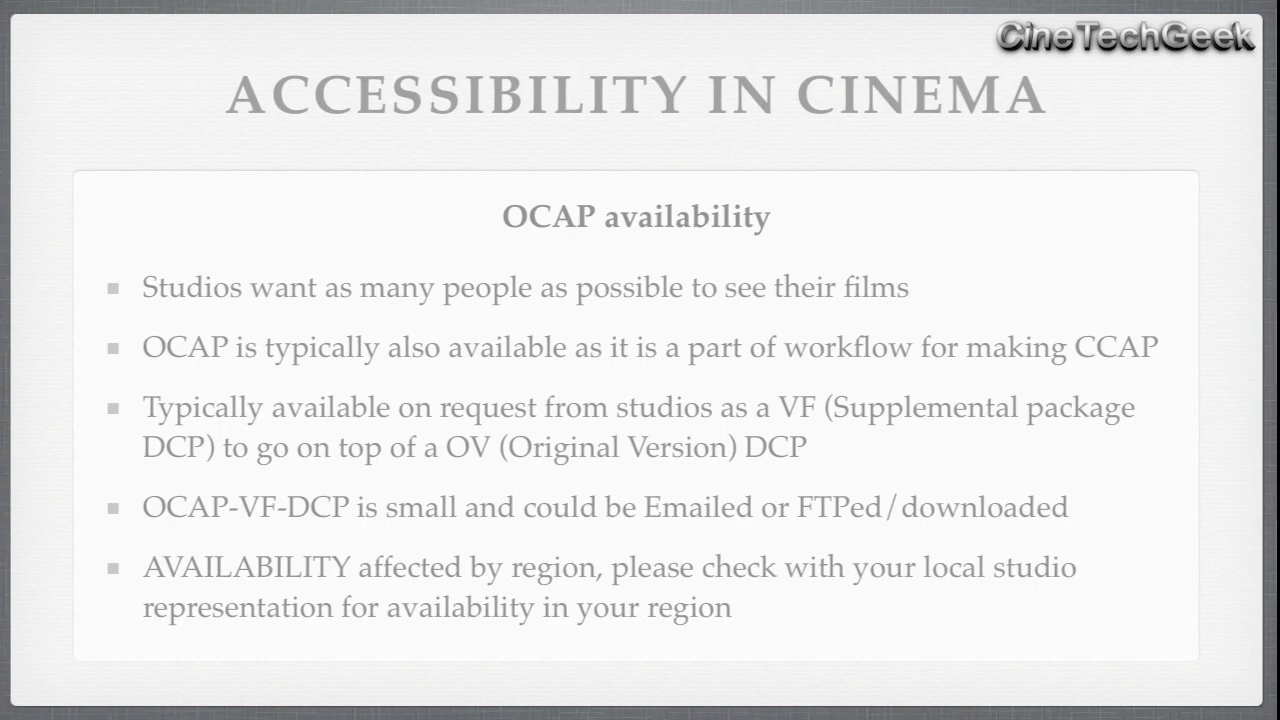 CineTechGeek
ACCESSIBILITY IN CINEMA
OCAP availability
Studios want as many people as possible to see their films
OCAP is typically also available as it is a part of workflow for making CCAP
Typically available on request from studios as a VF (Supplemental package
DCP) to go on top of a OV (Original Version) DCP
OCAP-VF-DCP is small and could be Emailed or FTPed/downloaded
AVAILABILITY affected by region, please check with your local studio
representation for availability in your region